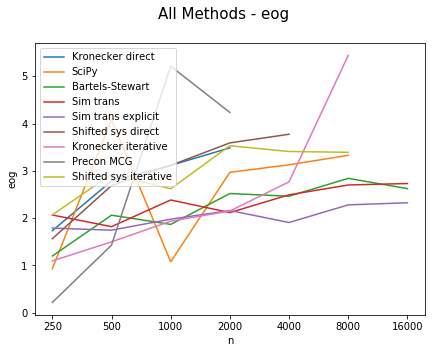 All Methods - eog
Kronecker direct
SciPy
Bartels-Stewart
Sim trans
Sim trans explicit
Shifted sys direct
Kronecker iterative
Precon MCG
Shifted sys iterative
eog
5
4
3
2
1
0
250 500 1000 2000 4000 8000 16000
n